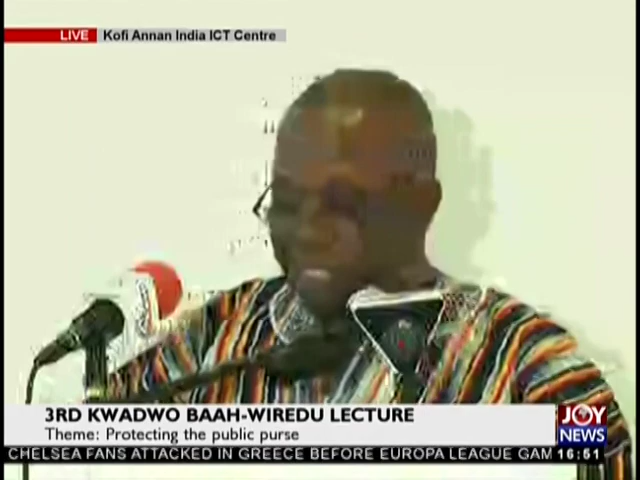 LIVE Kofi Annan India ICT Centre
3RD KWADWO BAAH-WIREDU LECTURE
Theme: Protecting the public purse
JOY
NEWS
CHELSEA FANS ATTACKED IN GREECE BEFORE EUROPA LEAGUE GAM 16:51